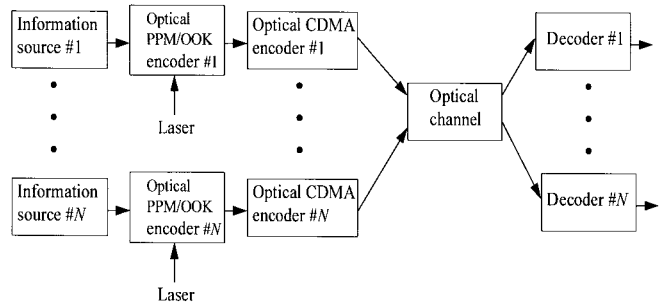 Information
source #1
Optical
PPM/OOK
encoder #1
Optical CDMA
encoder #1
Decoder #1
Laser
Optical
channel
Information
source #N
Optical
PPM/OOK
encoder #N
Optical CDMA
encoder #N
Decoder #N
Laser